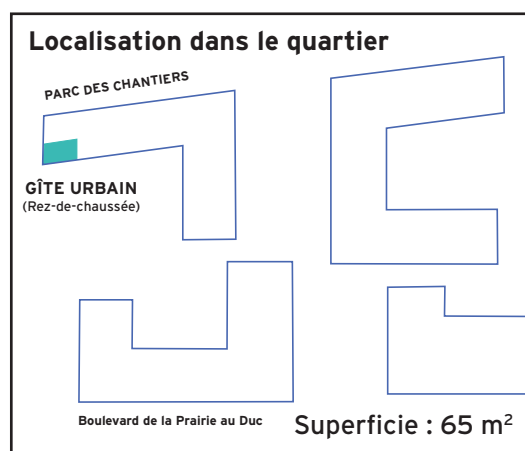 Localisation dans le quartier
PARC DES CHANTIERS
GÎTE URBAIN
(Rez-de-chaussée)
Boulevard de la Prairie au Duc
Superficie : 65 m²